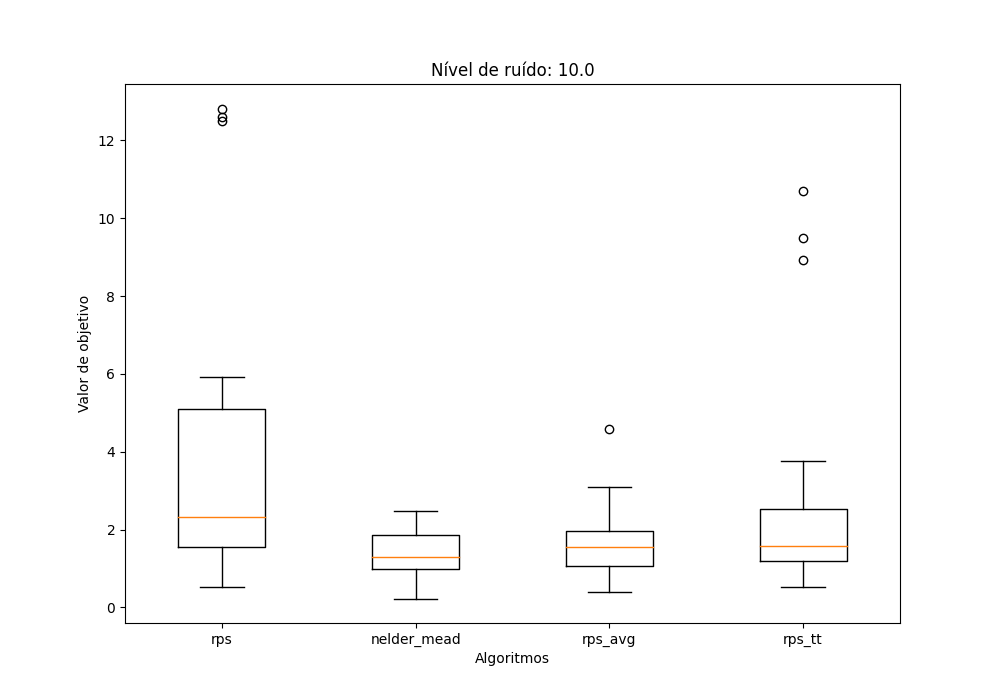 Nível de ruído: 10.0
12
10
8
6
4
2
0
Valor de objetivo
rps
nelder_mead
rps_avg
rps_tt
Algoritmos